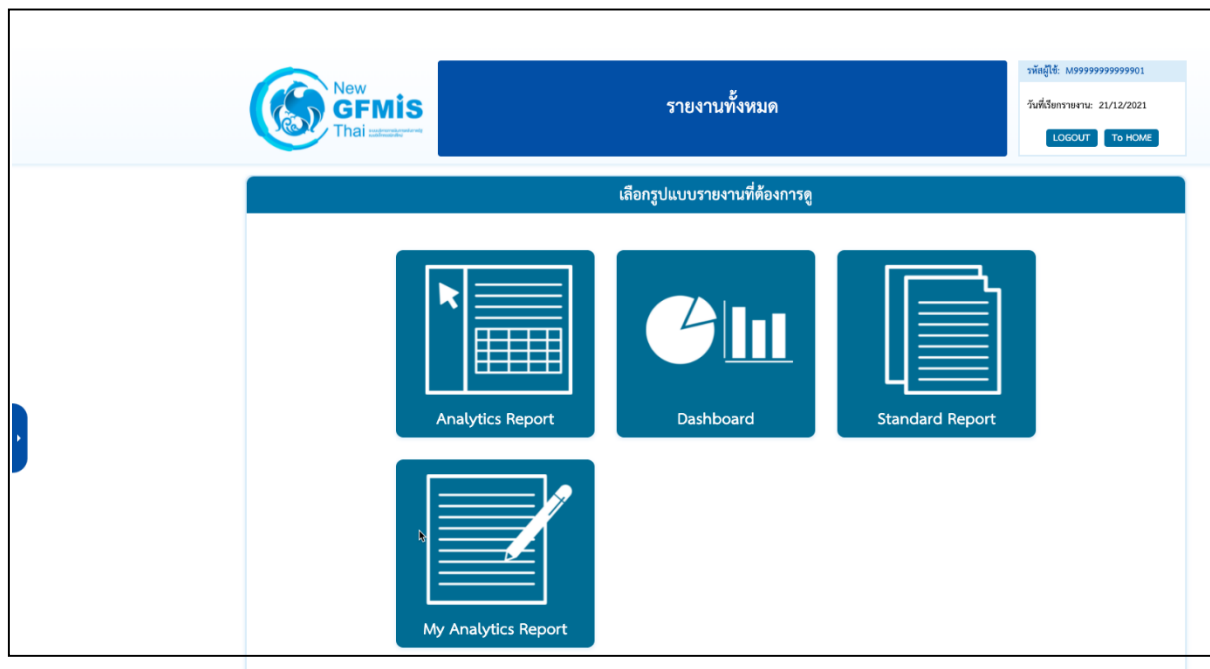 New
GFMIS
Thai
รายงานทั้งหมด
รหัสผู้ใช้: M99999999999901
วันที่เรียกรายงาน: 21/12/2021
LOGOUT To HOME
เลือกรูปแบบรายงานที่ต้องการดู
Analytics Report Dashboard Standard Report
My Analytics Report